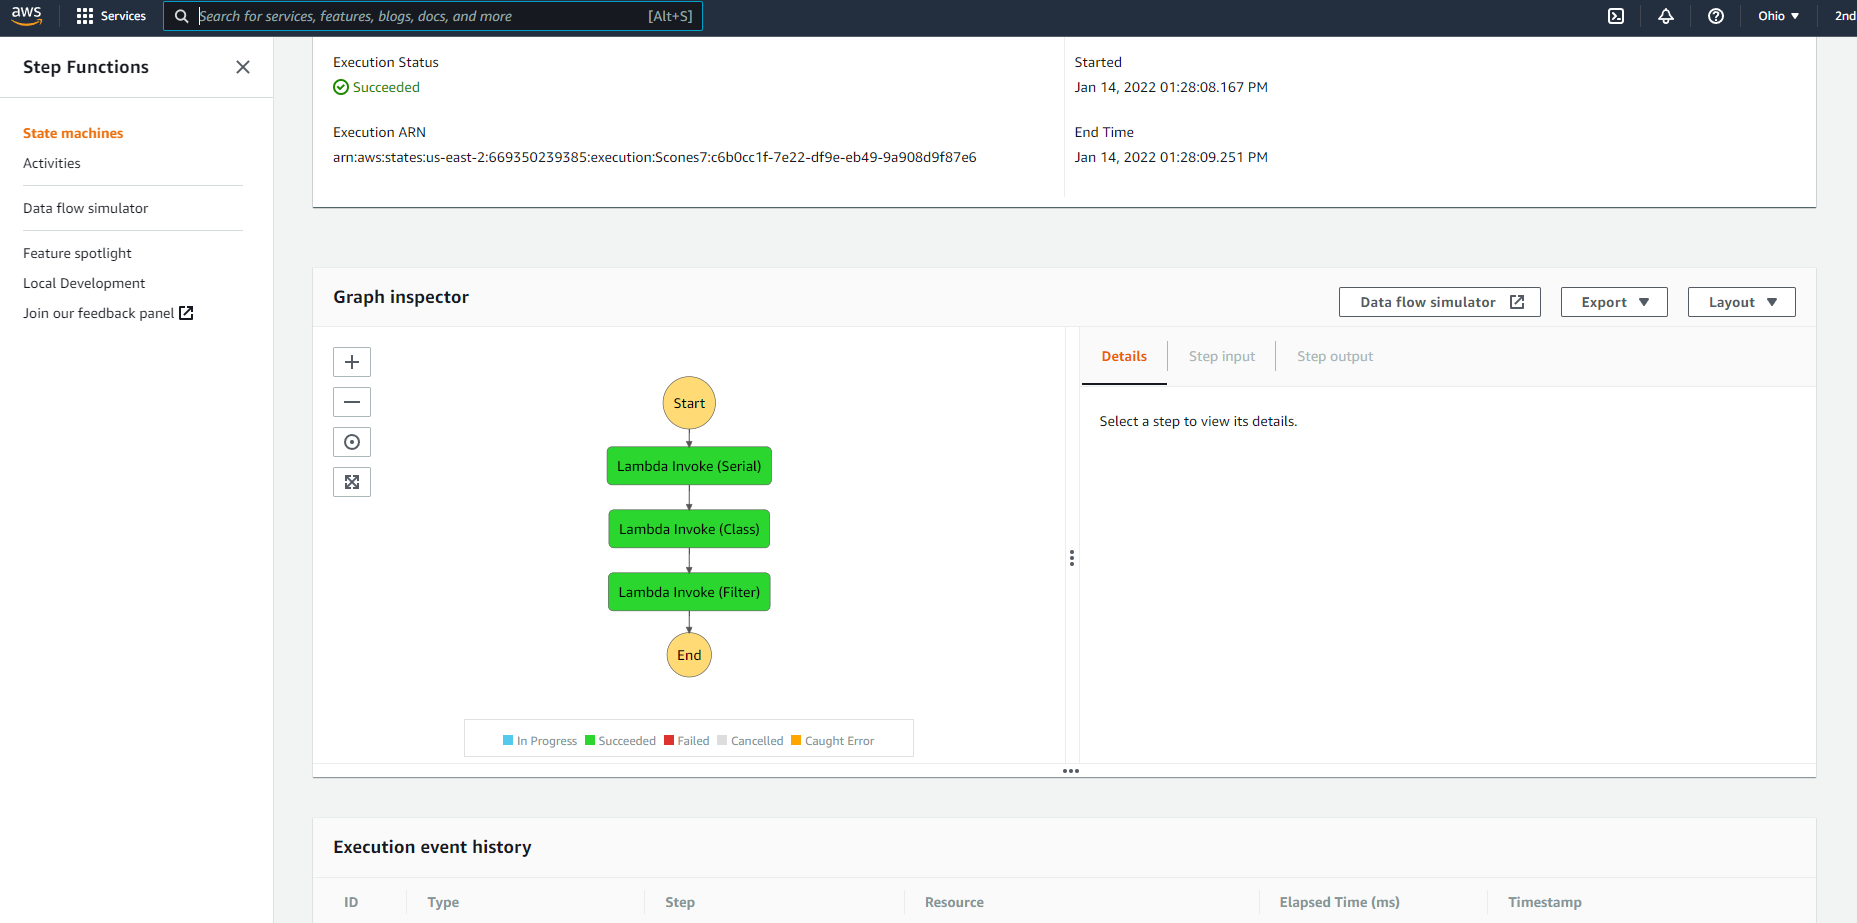 aws
Services
Search for services, features, blogs, docs, and more
[Alt+S]
Ohio
2nd
Step Functions
State machines
Activities
Data flow simulator
Feature spotlight
Local Development
Join our feedback panel
Execution Status
Succeeded
Execution ARN
arn:aws:states:us-east-2:669350239385:execution:Scones7:c6b0cc1f-7e22-df9e-eb49-9a908d9f87e6
Started
Jan 14, 2022 01:28:08.167 PM
End Time
Jan 14, 2022 01:28:09.251 PM
Graph inspector
Data flow simulator
Export
Layout
Start
Lambda Invoke (Serial)
Lambda Invoke (Class)
Lambda Invoke (Filter)
End
In Progress
Succeeded
Failed
Cancelled
Caught Error
Details
Step input
Step output
Select a step to view its details.
Execution event history
ID
Type
Step
Resource
Elapsed Time (ms)
Timestamp